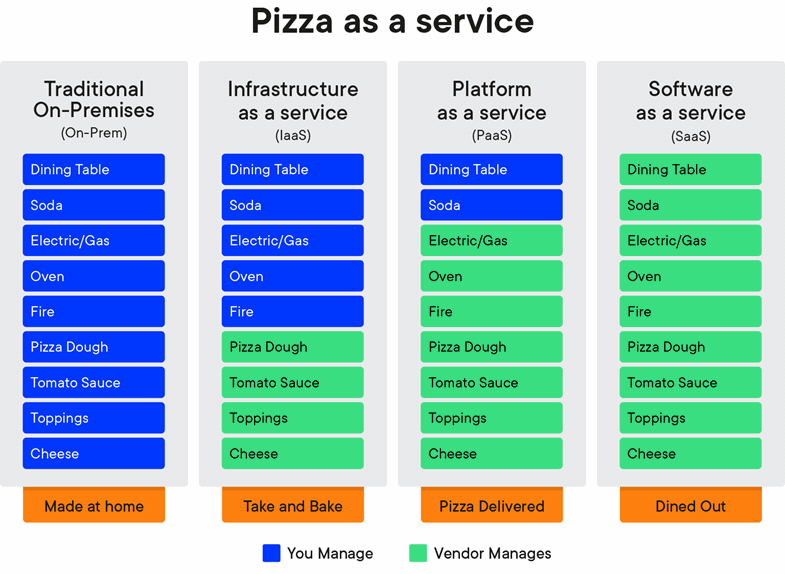 Pizza as a service
Traditional
On-Premises
(On-Prem)
Dining Table
Soda
Electric/Gas
Oven
Fire
Pizza Dough
Tomato Sauce
Toppings
Cheese
Made at home
Infrastructure
as a service
(IaaS)
Dining Table
Soda
Electric/Gas
Oven
Fire
Pizza Dough
Tomato Sauce
Toppings
Cheese
Take and Bake
Platform
as a service
(PaaS)
Dining Table
Soda
Electric/Gas
Oven
Fire
Pizza Dough
Tomato Sauce
Toppings
Cheese
Pizza Delivered
Software
as a service
(SaaS)
Dining Table
Soda
Electric/Gas
Oven
Fire
Pizza Dough
Tomato Sauce
Toppings
Cheese
Dined Out
You Manage
Vendor Manages